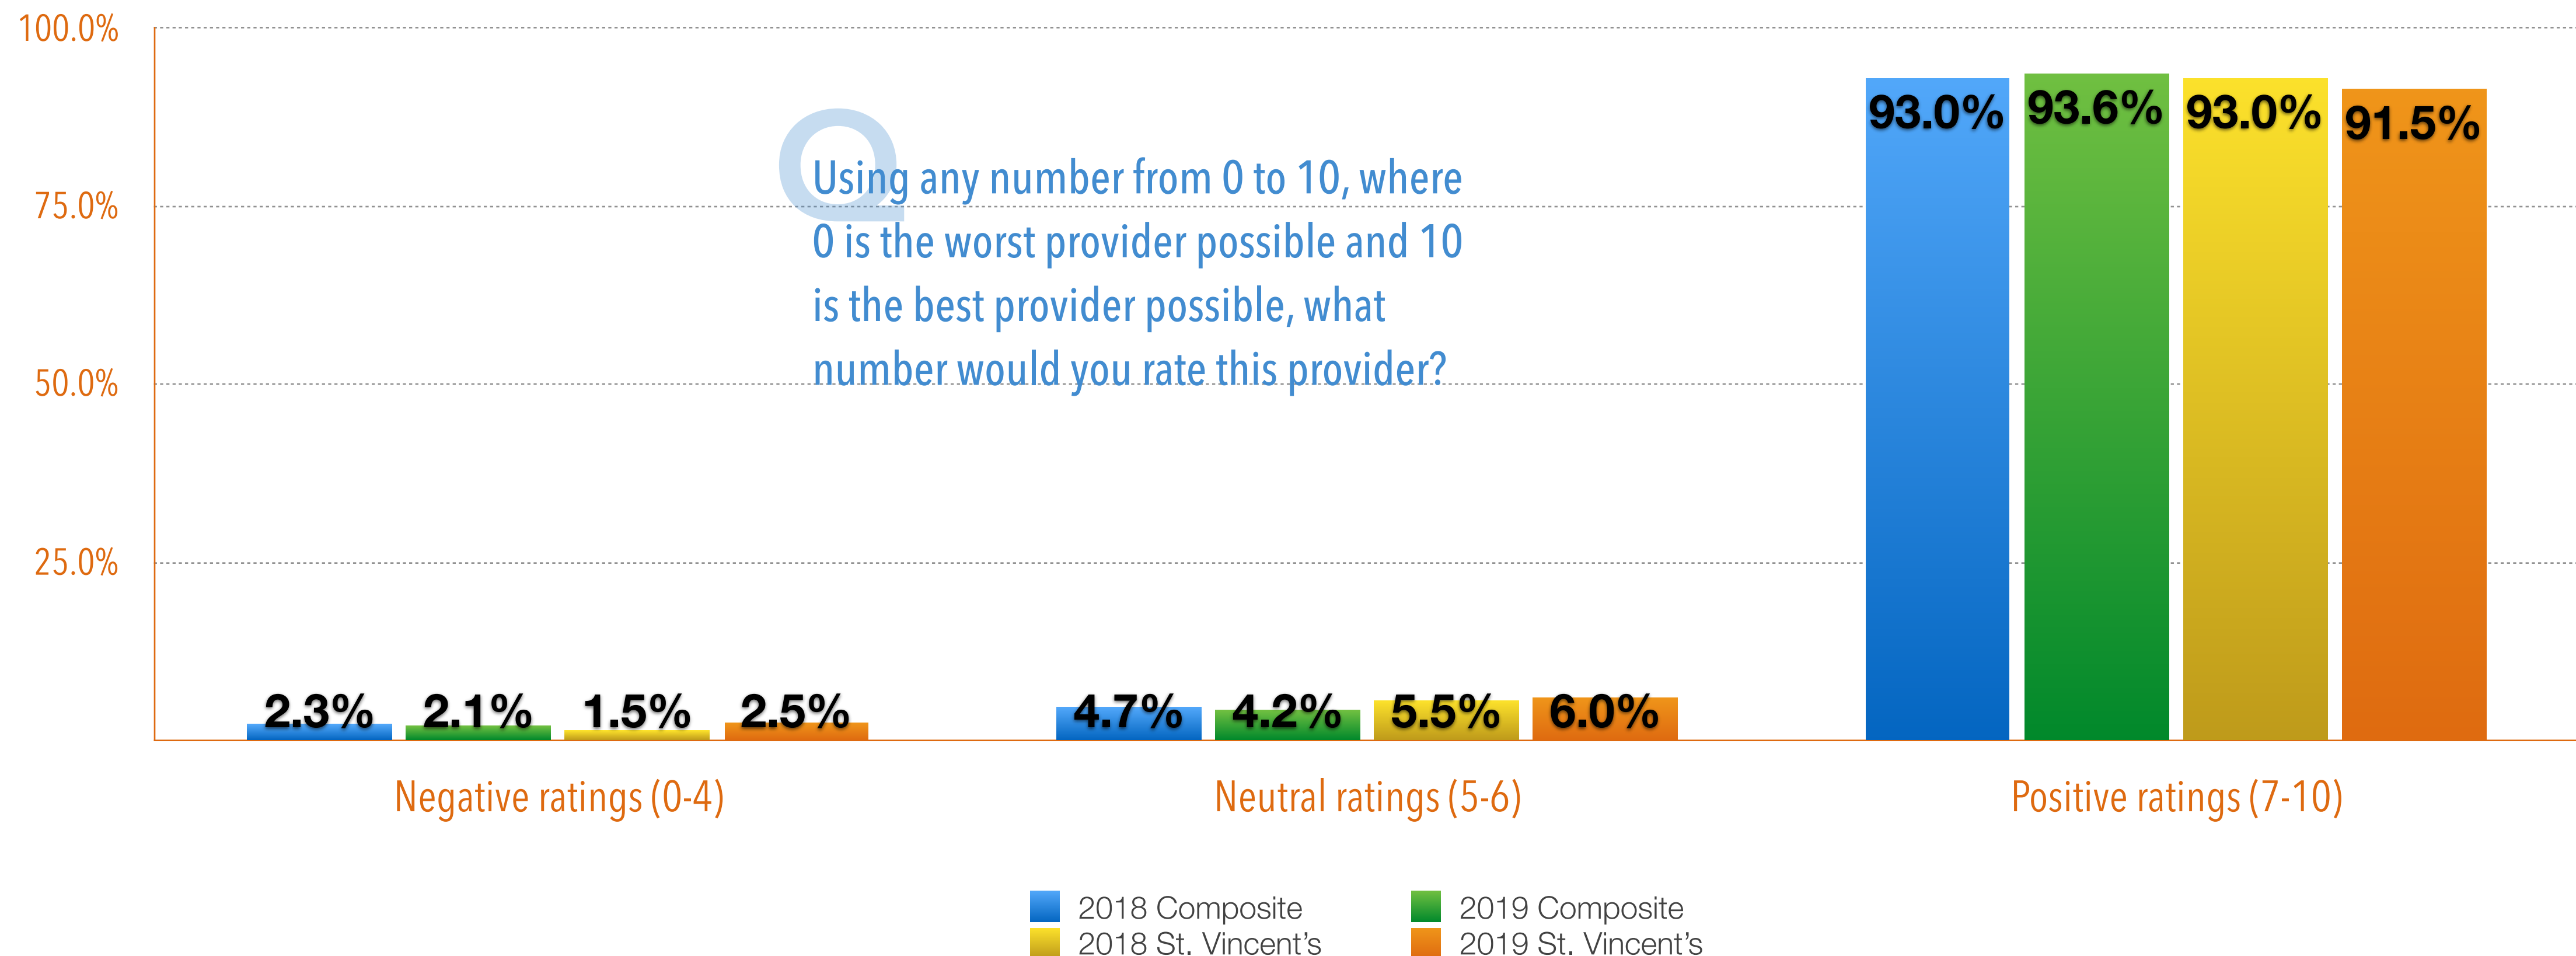 100.0%
75.0%
50.0%
25.0%
Q
Using any number from 0 to 10, where
0 is the worst provider possible and 10
is the best provider possible, what
number would you rate this provider?
93.0% 93.6% 93.0% 91.5%
2.3% 2.1% 1.5% 2.5%
4.7% 4.2% 5.5% 6.0%
Negative ratings (0-4)
Neutral ratings (5-6)
Positive ratings (7-10)
2018 Composite
2019 Composite
2018 St. Vincent’s
2019 St. Vincent’s